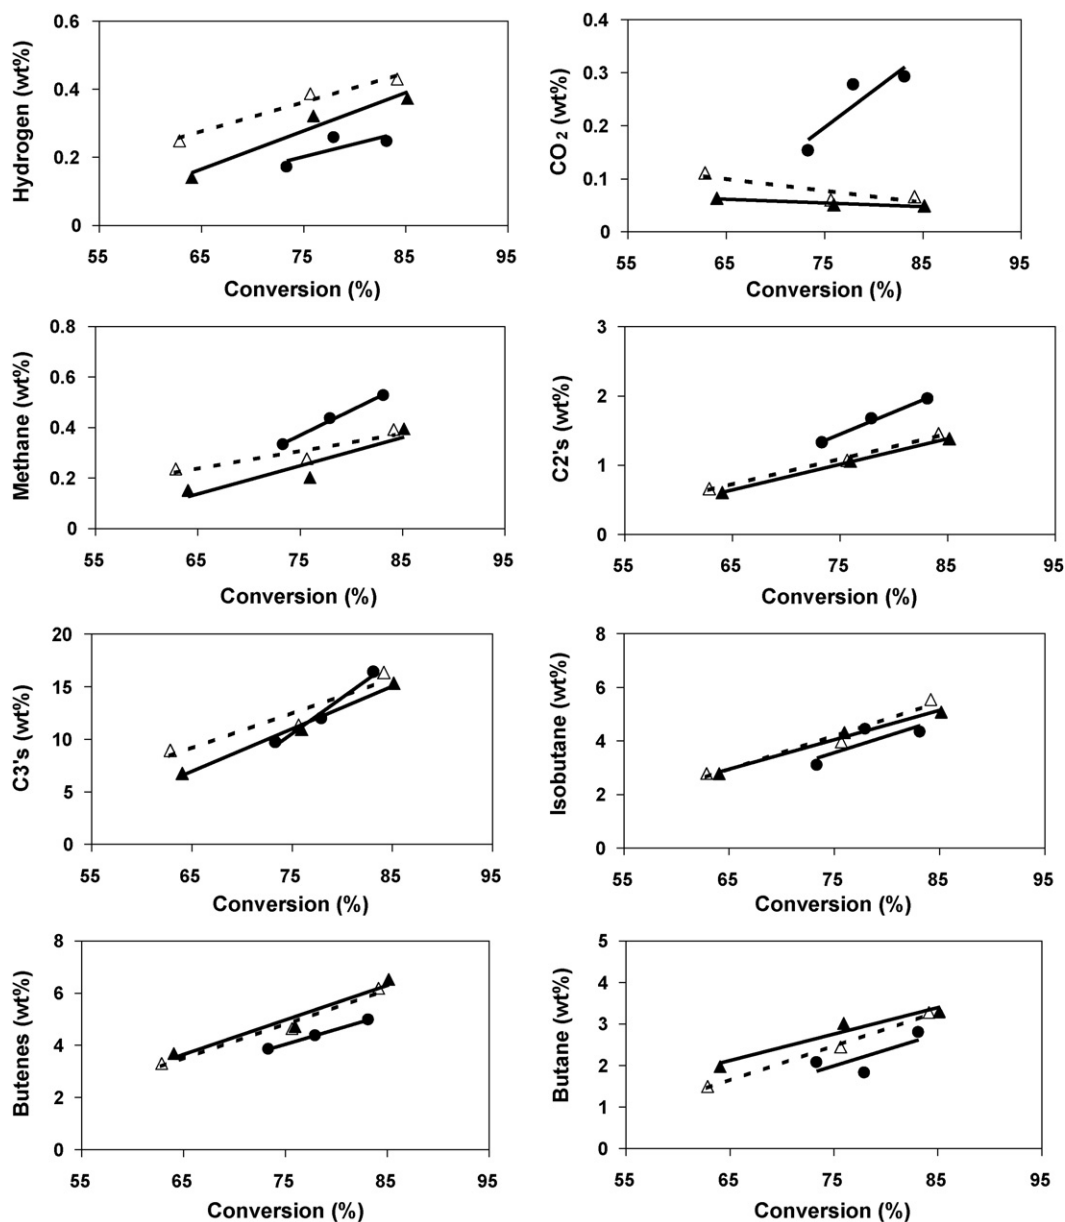 Hydrogen (wt%)
0.6
0.4
0.2
0
55 65 75 85 95
Conversion (%)
CO2 (wt%)
0.4
0.3
0.2
0.1
0
55 65 75 85 95
Conversion (%)
Methane (wt%)
0.8
0.6
0.4
0.2
0
55 65 75 85 95
Conversion (%)
C2's (wt%)
3
2
1
0
55 65 75 85 95
Conversion (%)
C3's (wt%)
20
15
10
5
0
55 65 75 85 95
Conversion (%)
Isobutane (wt%)
8
6
4
2
0
55 65 75 85 95
Conversion (%)
Butenes (wt%)
8
6
4
2
0
55 65 75 85 95
Conversion (%)
Butane (wt%)
5
4
3
2
1
0
55 65 75 85 95
Conversion (%)